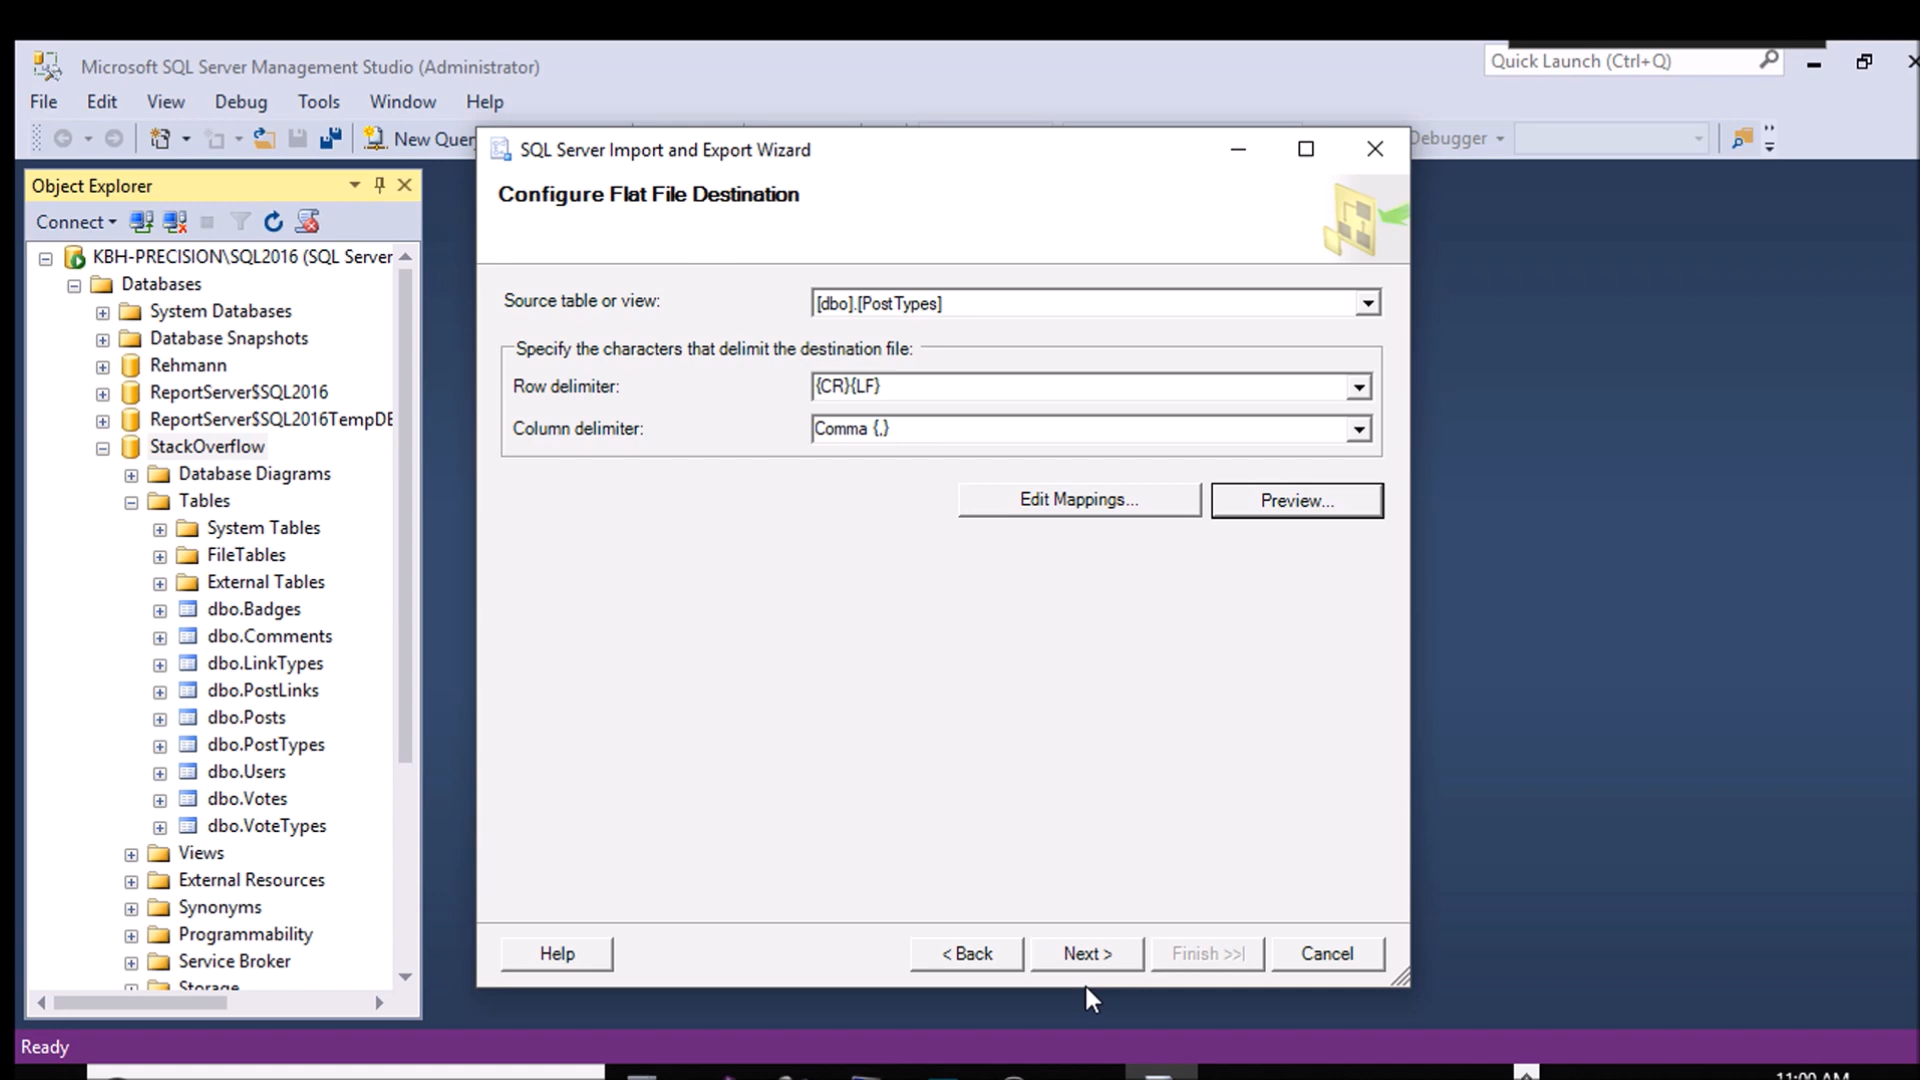 Microsoft SQL Server Management Studio (Administrator)
Quick Launch (Ctrl+Q)
File Edit View Debug Tools Window Help
New Quer
Debugger
Object Explorer
Connect
KBH-PRECISION\SQL2016 (SQL Server
Databases
System Databases
Database Snapshots
Rehmann
ReportServer$SQL2016
ReportServer$SQL2016TempDB
StackOverflow
Database Diagrams
Tables
System Tables
FileTables
External Tables
dbo.Badges
dbo.Comments
dbo.LinkTypes
dbo.PostLinks
dbo.Posts
dbo.PostTypes
dbo.Users
dbo.Votes
dbo.VoteTypes
Views
External Resources
Synonyms
Programmability
Service Broker
Storage
SQL Server Import and Export Wizard
Configure Flat File Destination
Source table or view: [dbo].[PostTypes]
Specify the characters that delimit the destination file:
Row delimiter: {CR}{LF}
Column delimiter: Comma {,}
Edit Mappings... Preview...
Help < Back Next > Finish >>| Cancel
Ready
11:00 AM